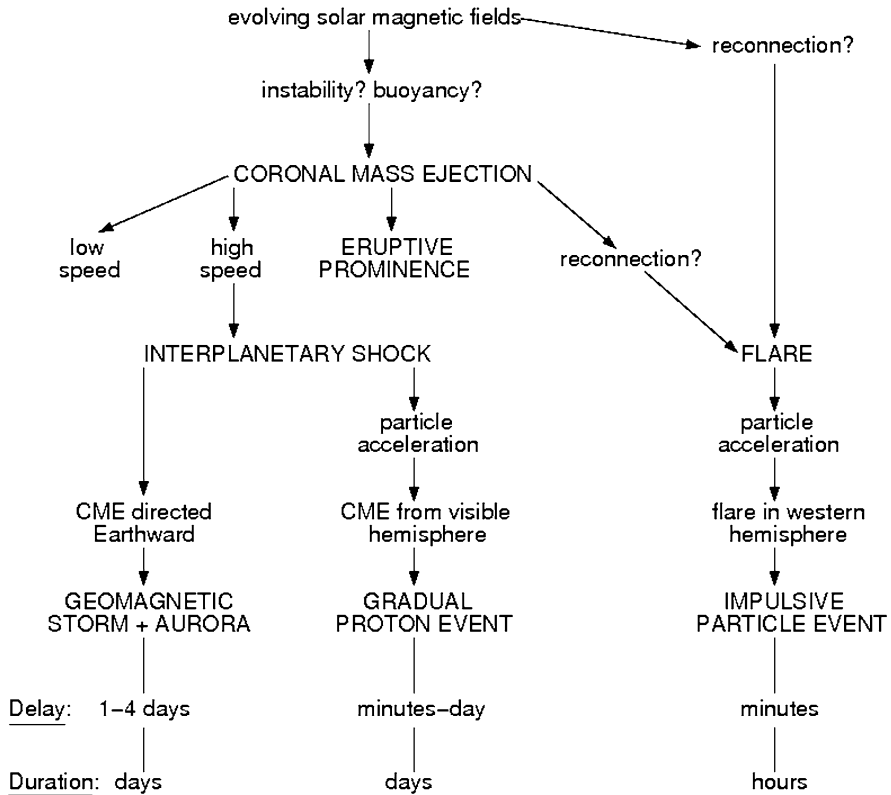 evolving solar magnetic fields
reconnection?
instability? buoyancy?
CORONAL MASS EJECTION
low
speed
high
speed
ERUPTIVE
PROMINENCE
reconnection?
INTERPLANETARY SHOCK
FLARE
particle
acceleration
particle
acceleration
CME directed
Earthward
CME from visible
hemisphere
flare in western
hemisphere
GEOMAGNETIC
STORM + AURORA
GRADUAL
PROTON EVENT
IMPULSIVE
PARTICLE EVENT
Delay: 1–4 days minutes–day minutes
Duration: days days hours